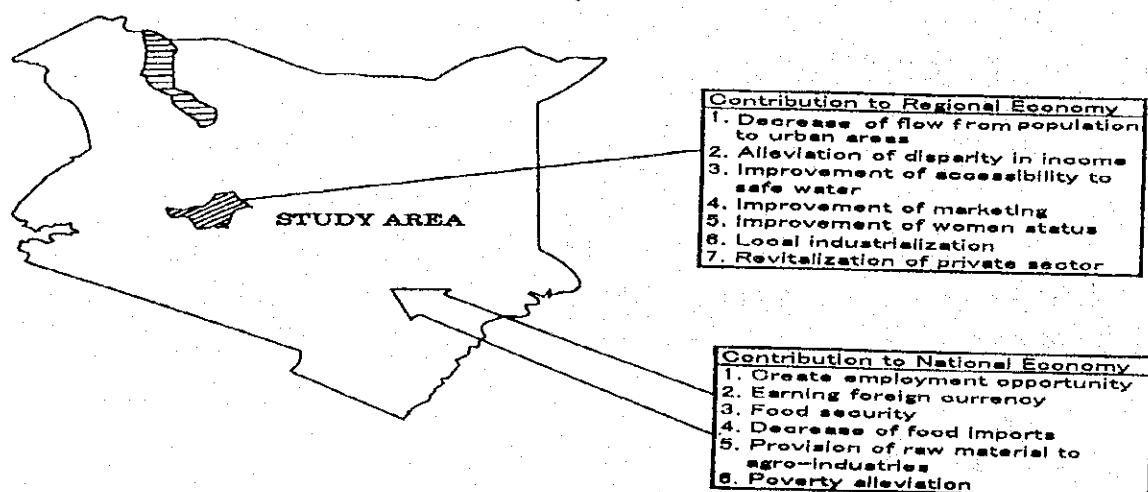 STUDY AREA
Contribution to Regional Economy
1. Decrease of flow from population
to urban areas
2. Alleviation of disparity in income
3. Improvement of accessibility to
safe water
4. Improvement of marketing
5. Improvement of women status
6. Local industrialization
7. Revitalization of private sector
Contribution to National Economy
1. Create employment opportunity
2. Earning foreign currency
3. Food security
4. Decrease of food imports
5. Provision of raw material to
agro-industries
6. Poverty alleviation